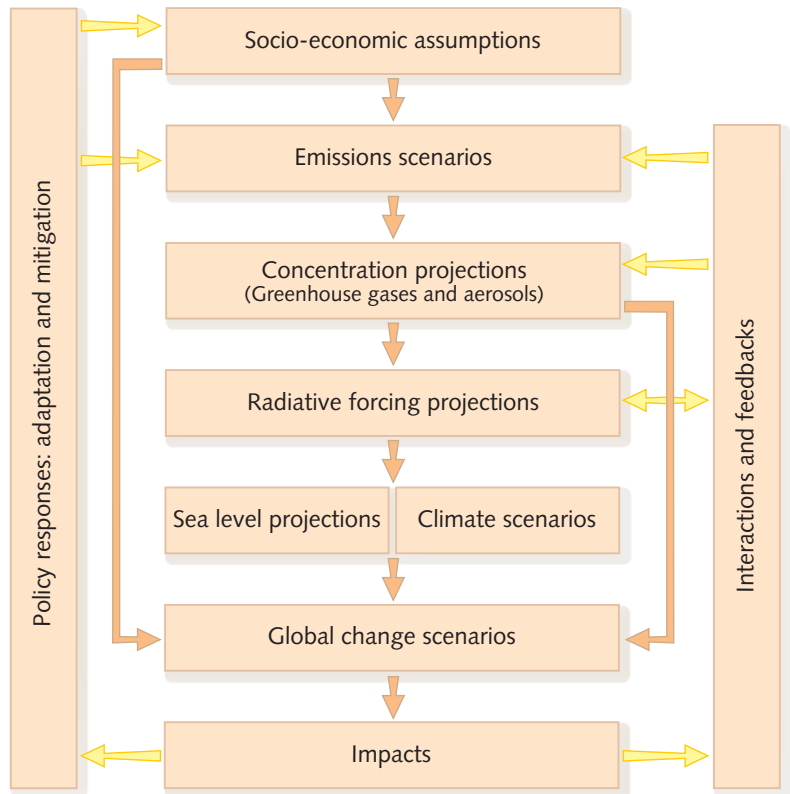 Socio-economic assumptions
Emissions scenarios
Concentration projections
(Greenhouse gases and aerosols)
Radiative forcing projections
Sea level projections
Climate scenarios
Global change scenarios
Impacts
Policy responses: adaptation and mitigation
Interactions and feedbacks